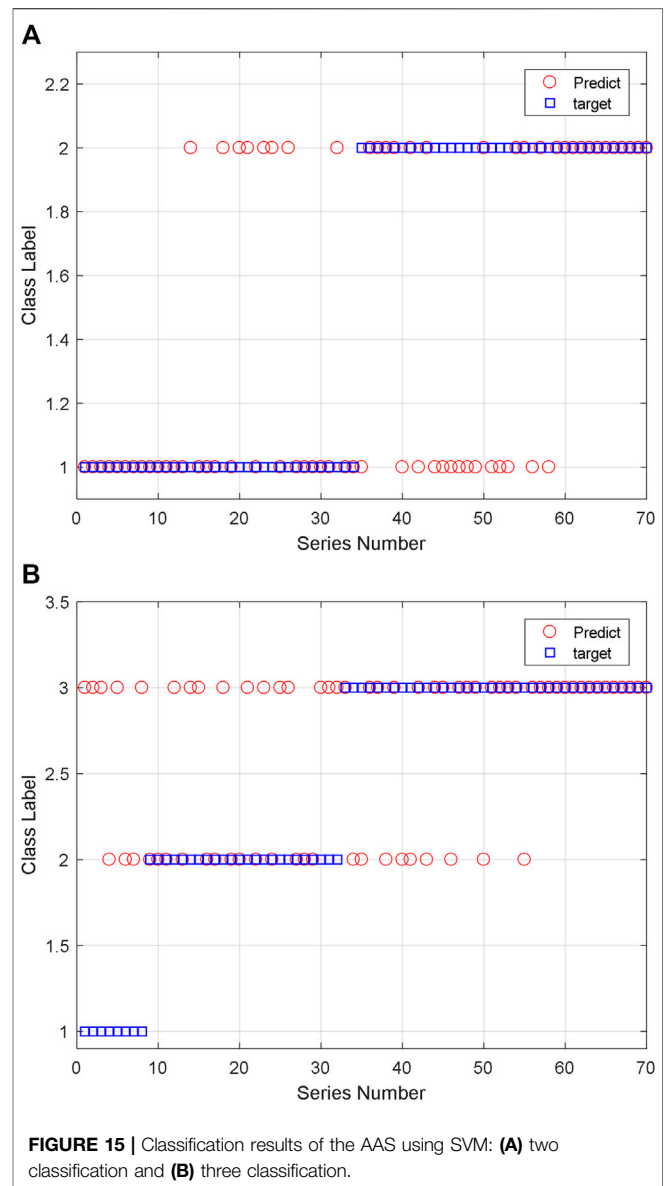 A
Predict
target
2.2
2
1.8
1.6
1.4
1.2
1
Class Label
0 10 20 30 40 50 60 70
Series Number
B
Predict
target
3.5
3
2.5
2
1.5
1
Class Label
0 10 20 30 40 50 60 70
Series Number
FIGURE 15 | Classification results of the AAS using SVM: (A) two
classification and (B) three classification.